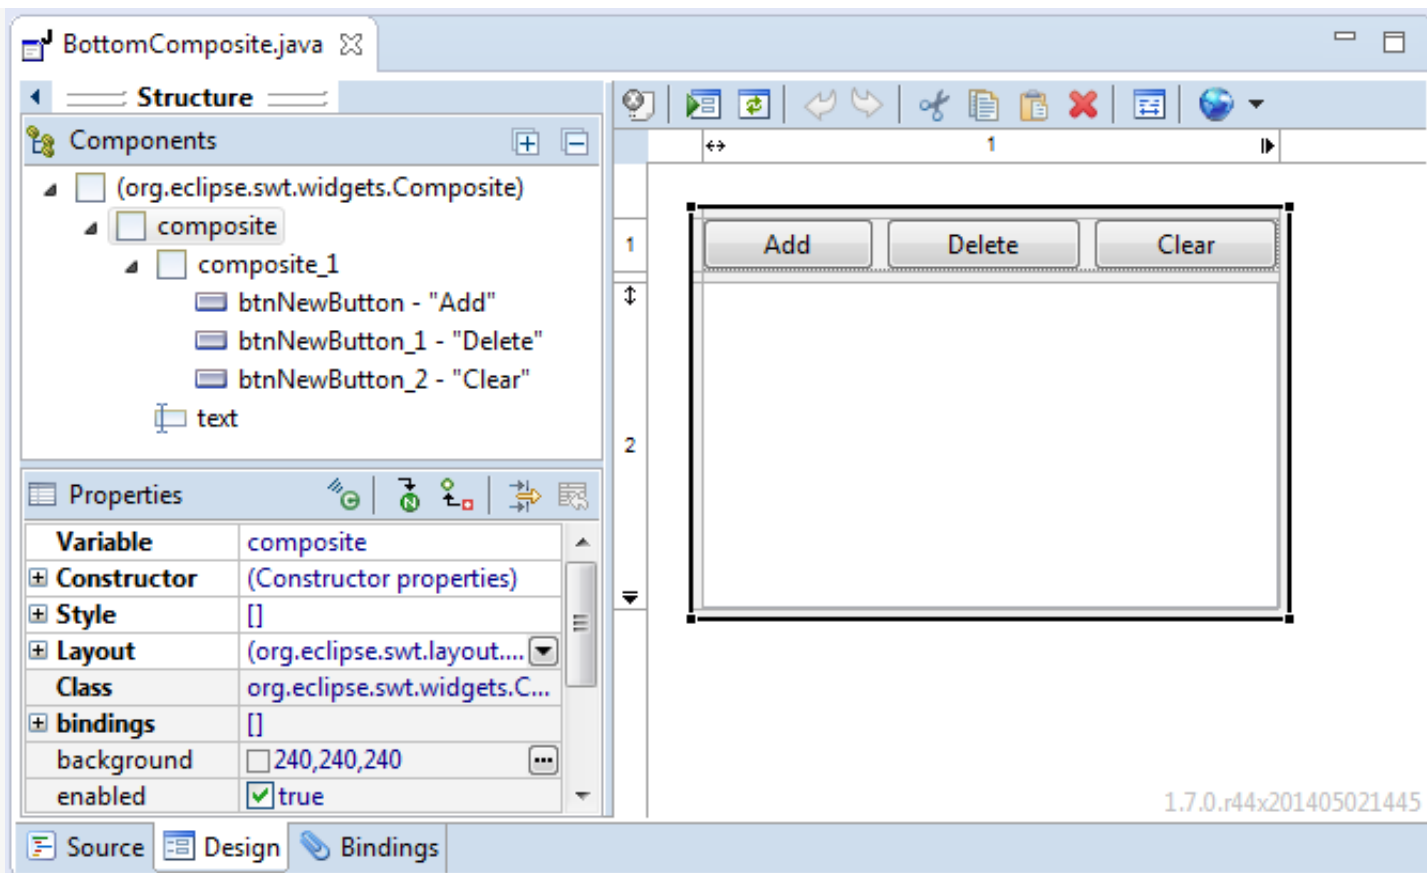 BottomComposite.java
Structure
Components
(org.eclipse.swt.widgets.Composite)
composite
composite_1
btnNewButton - "Add"
btnNewButton_1 - "Delete"
btnNewButton_2 - "Clear"
text
Properties
Variable composite
Constructor (Constructor properties)
Style []
Layout (org.eclipse.swt.layout....
Class org.eclipse.swt.widgets.C...
bindings []
background 240,240,240
enabled true
Source Design Bindings
1
1
Add Delete Clear
2
1.7.0.r44x201405021445